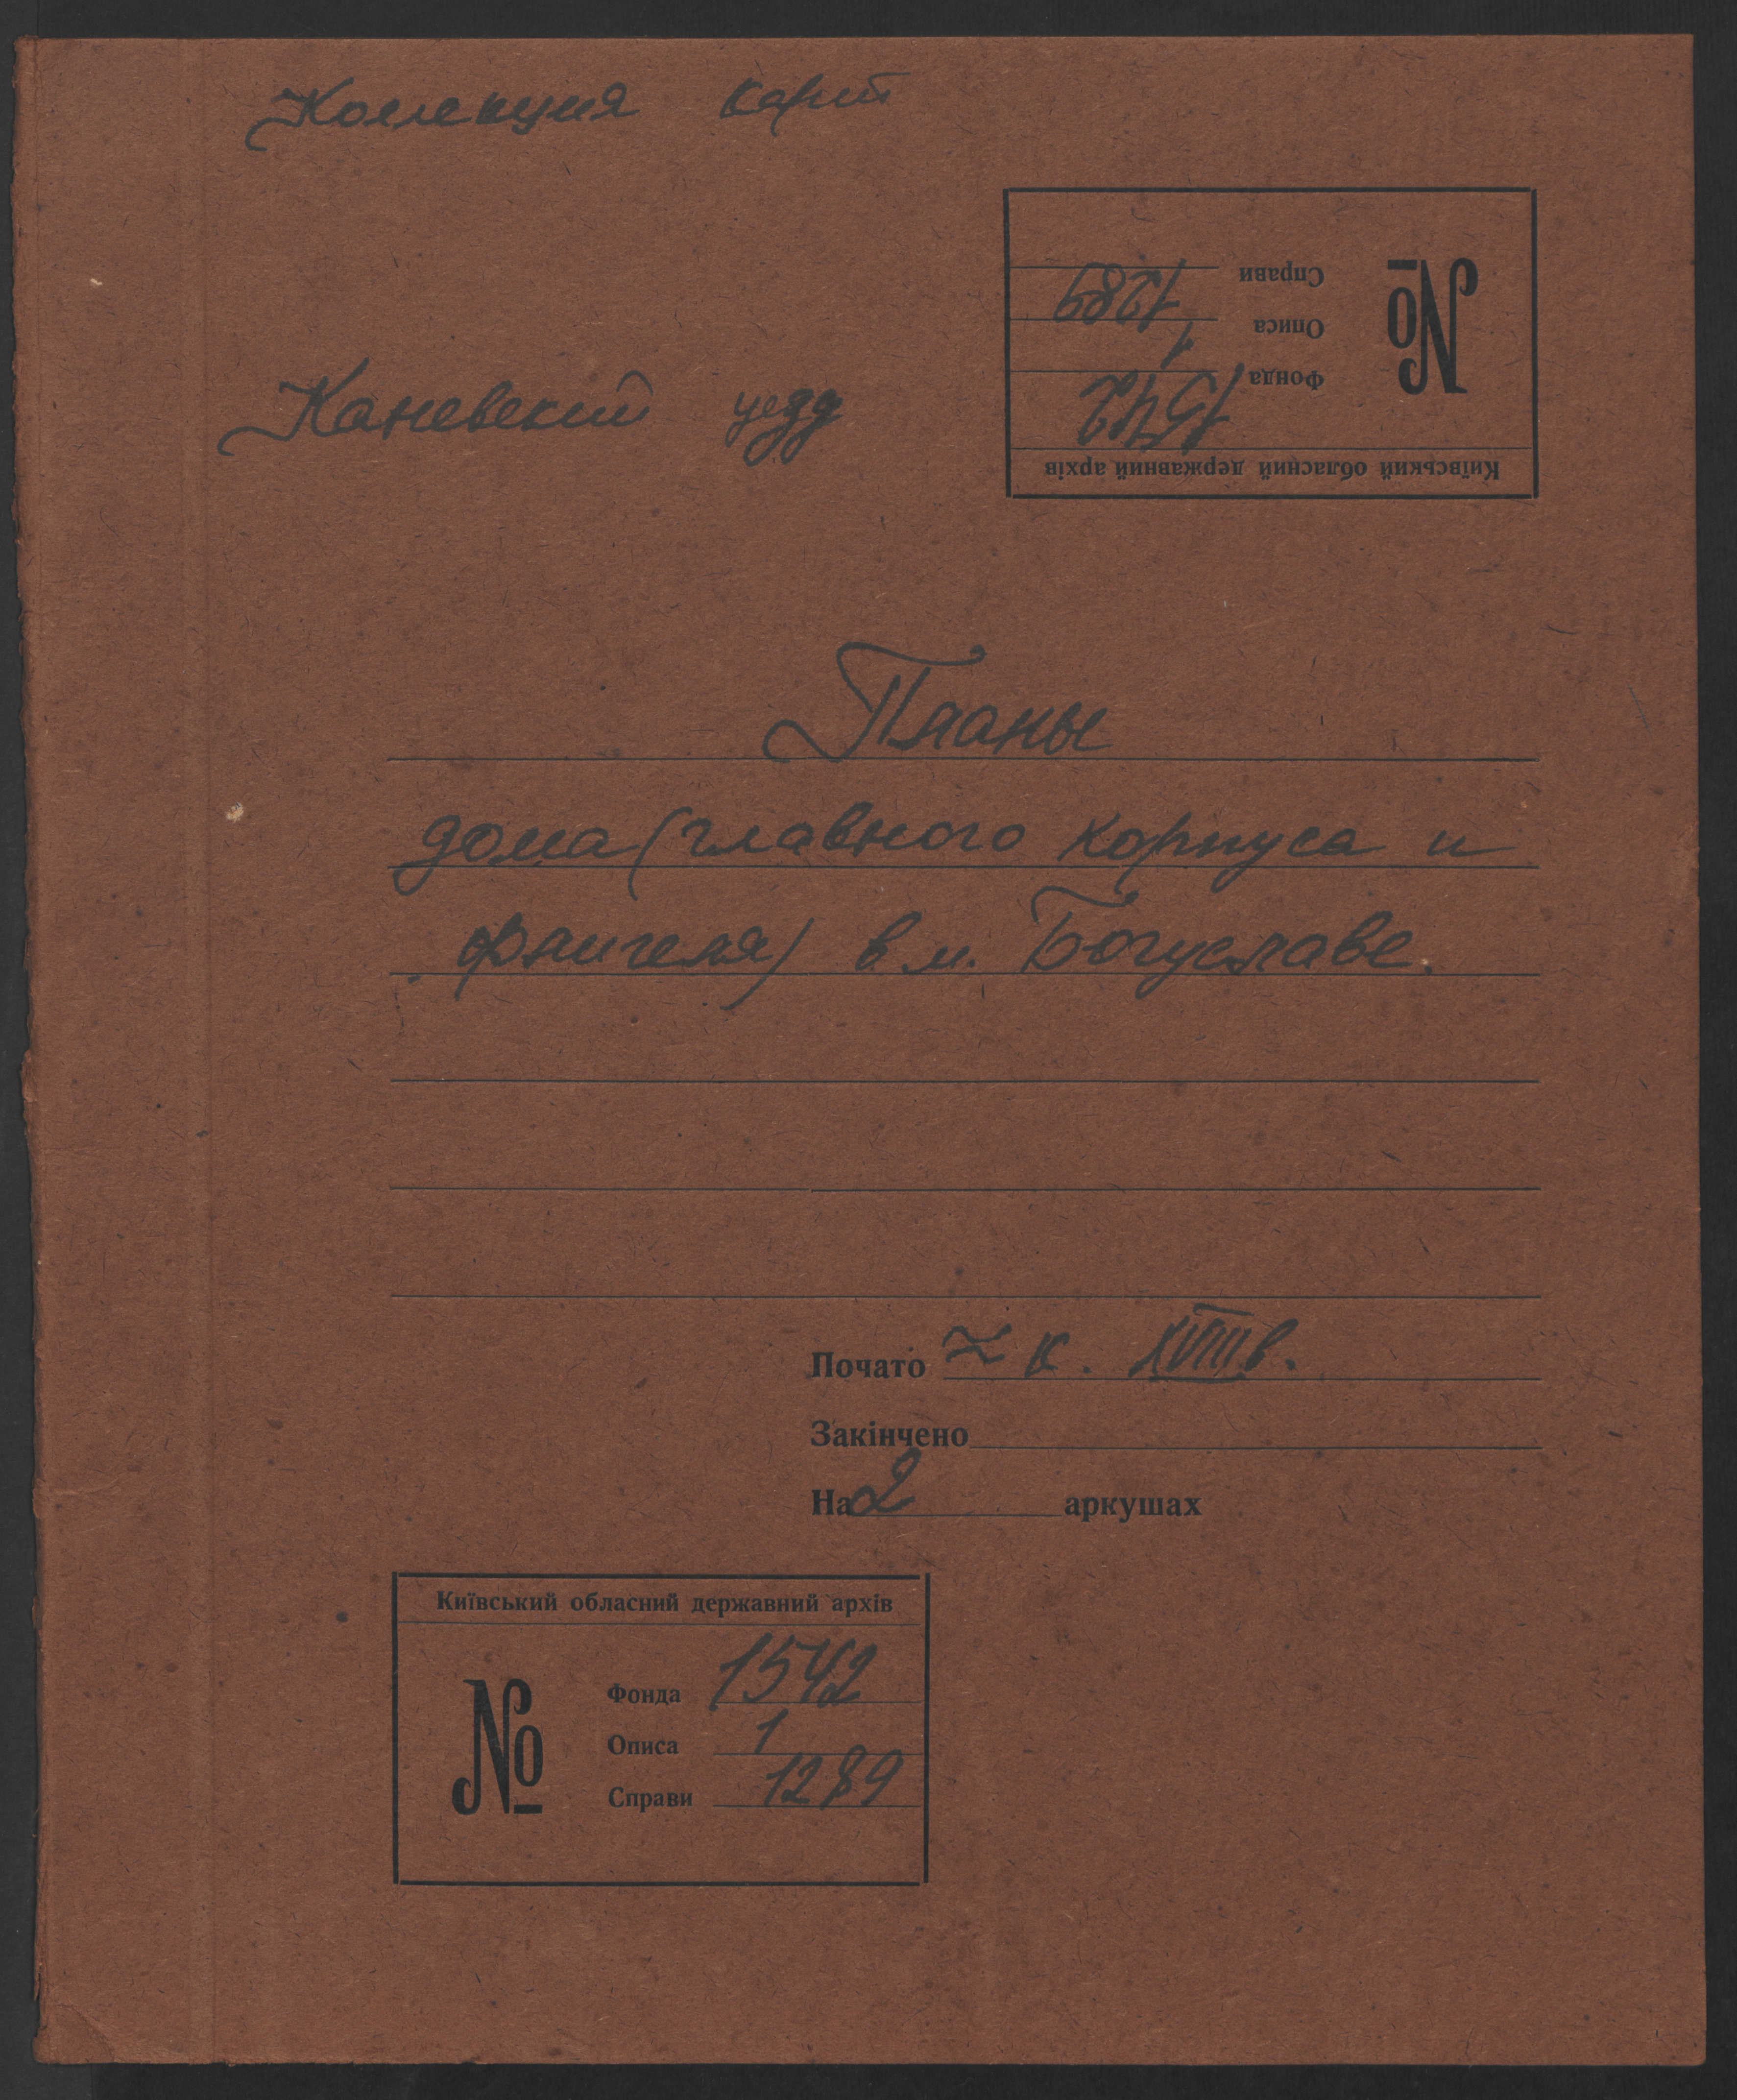 Коллекция карт
Справи 1289
Описа 1
Фонда 1542
№
Київський обласний державний архів
Каневский уезд
Планы
дома (главного корпуса и
флигеля) в м. Богуславе.
Почато ≈ к. XVIII в.
Закінчено
На 2 аркушах
Київський обласний державний архів
№
Фонда 1542
Описа 1
Справи 1289